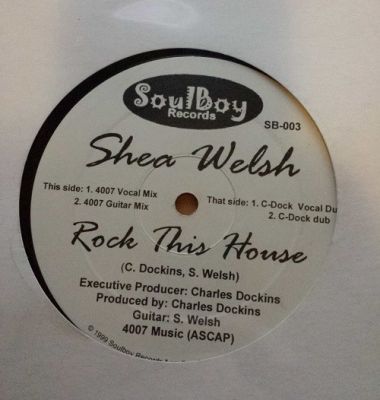 SoulBoy
Records
SB-003
Shea Welsh
This side: 1. 4007 Vocal Mix
2. 4007 Guitar Mix
That side: 1. C-Dock Vocal Du
2. C-Dock dub
Rock This House
(C. Dockins, S. Welsh)
Executive Producer: Charles Dockins
Produced by: Charles Dockins
Guitar: S. Welsh
4007 Music (ASCAP)
© 1999 Soulboy Records